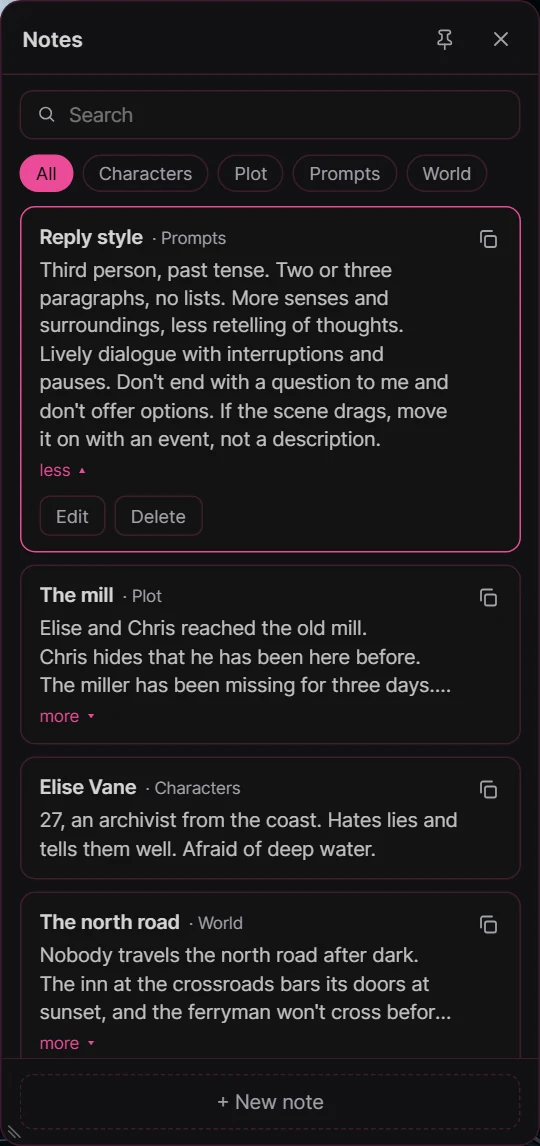 Notes
Search
All Characters Plot Prompts World
Reply style · Prompts
Third person, past tense. Two or three
paragraphs, no lists. More senses and
surroundings, less retelling of thoughts.
Lively dialogue with interruptions and
pauses. Don't end with a question to me and
don't offer options. If the scene drags, move
it on with an event, not a description.
less ▲
Edit Delete
The mill · Plot
Elise and Chris reached the old mill.
Chris hides that he has been here before.
The miller has been missing for three days....
more ▼
Elise Vane · Characters
27, an archivist from the coast. Hates lies and
tells them well. Afraid of deep water.
The north road · World
Nobody travels the north road after dark.
The inn at the crossroads bars its doors at
sunset, and the ferryman won't cross befor...
more ▼
+ New note